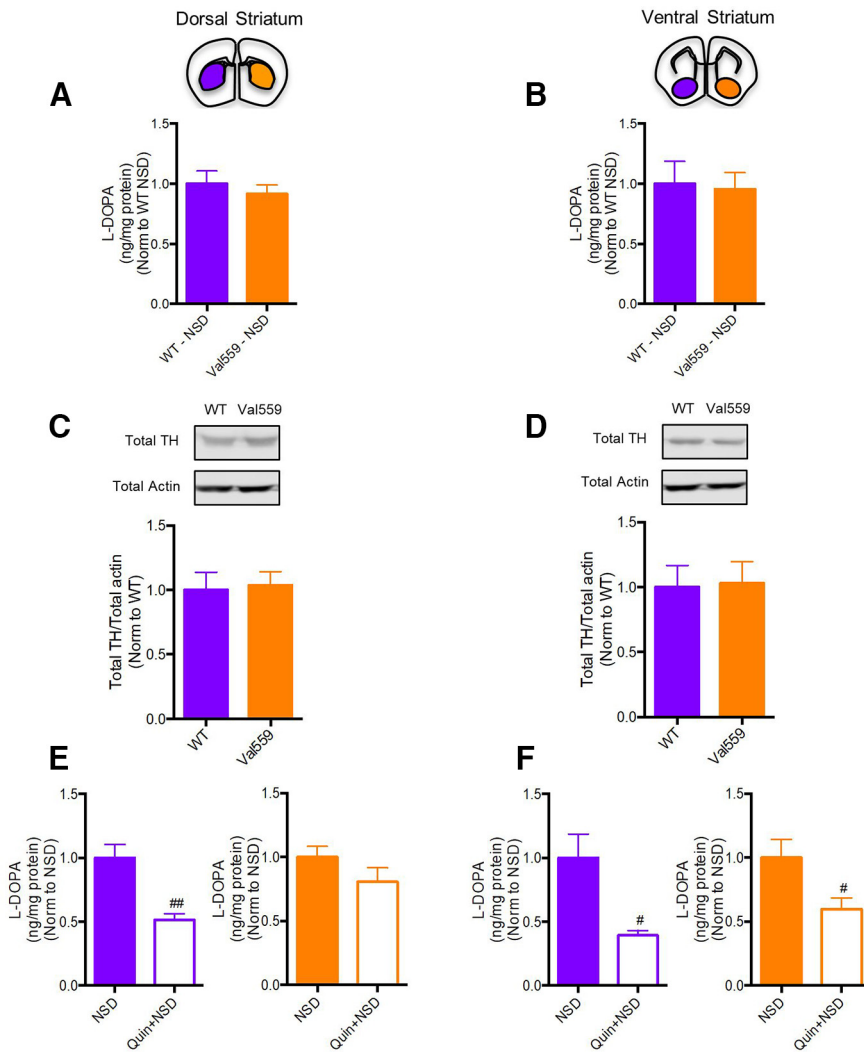 Dorsal Striatum
Ventral Striatum
A
L-DOPA
(ng/mg protein)
(Norm to WT NSD)
1.5
1.0
0.5
0.0
WT - NSD
Val559 - NSD
B
L-DOPA
(ng/mg protein)
(Norm to WT NSD)
1.5
1.0
0.5
0.0
WT - NSD
Val559 - NSD
C
WT Val559
Total TH
Total Actin
Total TH/Total actin
(Norm to WT)
1.5
1.0
0.5
0.0
WT
Val559
D
WT Val559
Total TH
Total Actin
Total TH/Total actin
(Norm to WT)
1.5
1.0
0.5
0.0
WT
Val559
E
L-DOPA
(ng/mg protein)
(Norm to NSD)
1.5
1.0
0.5
0.0
##
NSD
Quin+NSD
L-DOPA
(ng/mg protein)
(Norm to NSD)
1.5
1.0
0.5
0.0
NSD
Quin+NSD
F
L-DOPA
(ng/mg protein)
(Norm to NSD)
1.5
1.0
0.5
0.0
#
NSD
Quin+NSD
L-DOPA
(ng/mg protein)
(Norm to NSD)
1.5
1.0
0.5
0.0
#
NSD
Quin+NSD